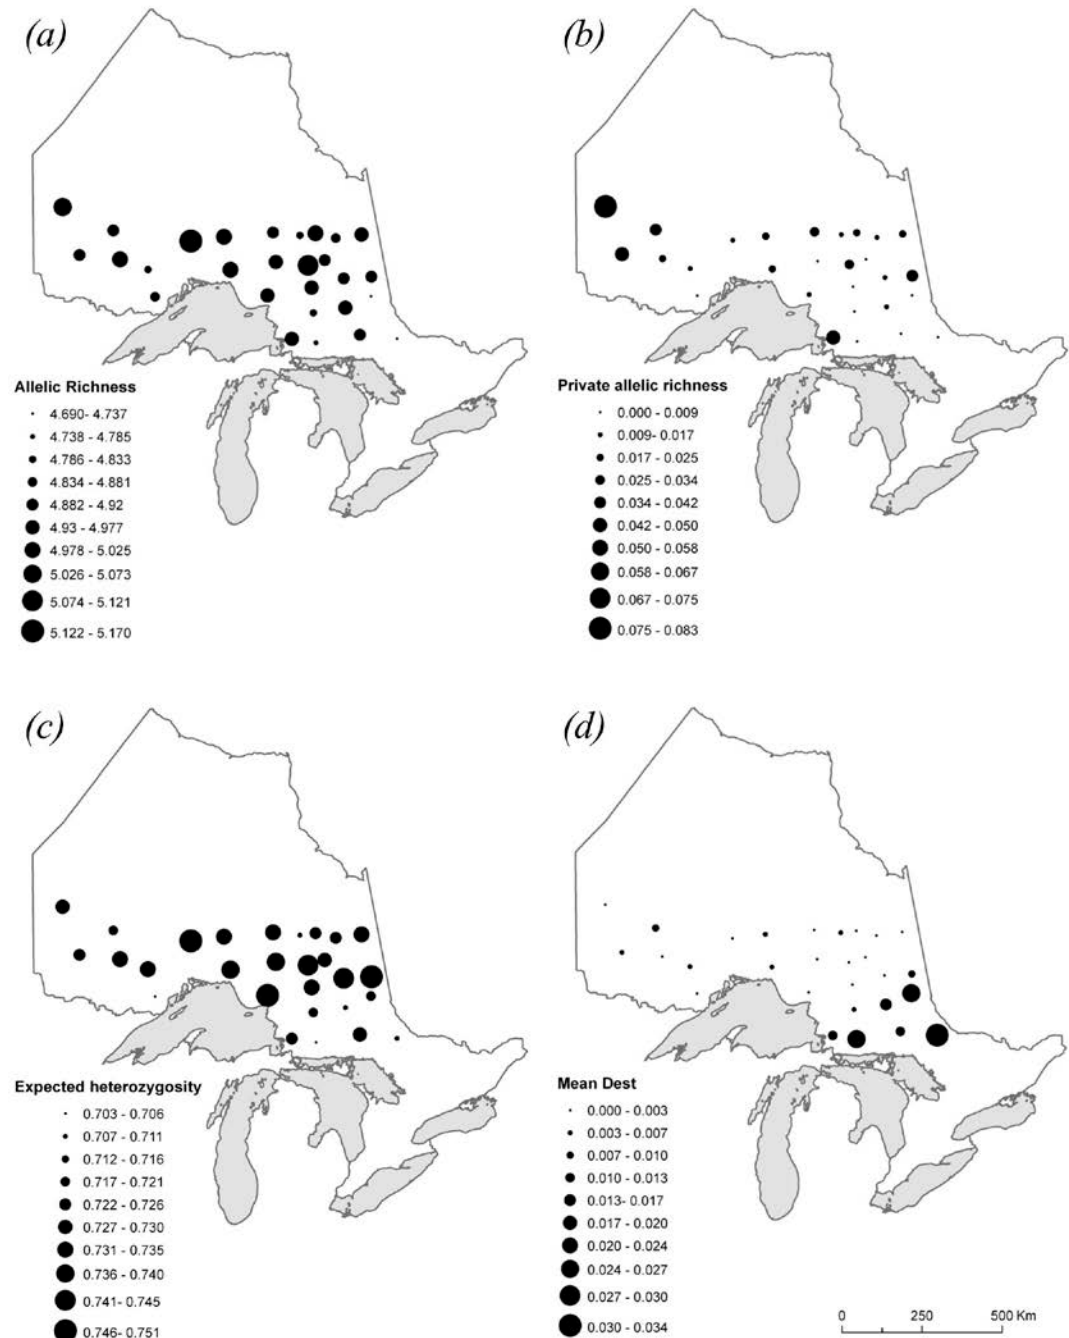 (a)
Allelic Richness
4.690- 4.737
4.738 - 4.785
4.786 - 4.833
4.834 - 4.881
4.882 - 4.92
4.93 - 4.977
4.978 - 5.025
5.026 - 5.073
5.074 - 5.121
5.122 - 5.170
(b)
Private allelic richness
0.000 - 0.009
0.009- 0.017
0.017 - 0.025
0.025 - 0.034
0.034 - 0.042
0.042 - 0.050
0.050 - 0.058
0.058 - 0.067
0.067 - 0.075
0.075 - 0.083
(c)
Expected heterozygosity
0.703 - 0.706
0.707 - 0.711
0.712 - 0.716
0.717 - 0.721
0.722 - 0.726
0.727 - 0.730
0.731 - 0.735
0.736 - 0.740
0.741- 0.745
0.746- 0.751
(d)
Mean Dest
0.000 - 0.003
0.003 - 0.007
0.007 - 0.010
0.010 - 0.013
0.013- 0.017
0.017 - 0.020
0.020 - 0.024
0.024 - 0.027
0.027 - 0.030
0.030 - 0.034
0 250 500 Km